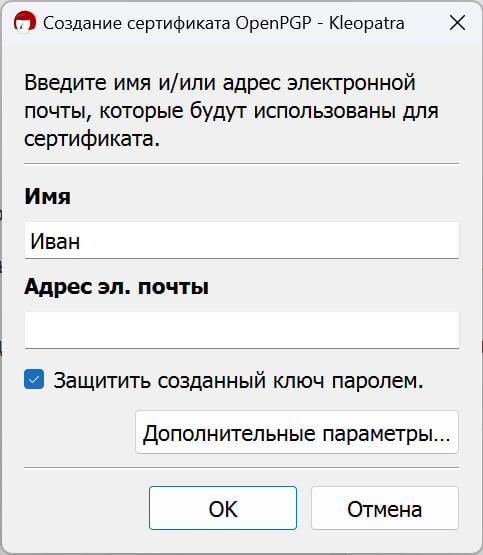 Создание сертификата OpenPGP - Kleopatra
Введите имя и/или адрес электронной
почты, которые будут использованы для
сертификата.
Имя
Иван
Адрес эл. почты
Защитить созданный ключ паролем.
Дополнительные параметры...
OK
Отмена